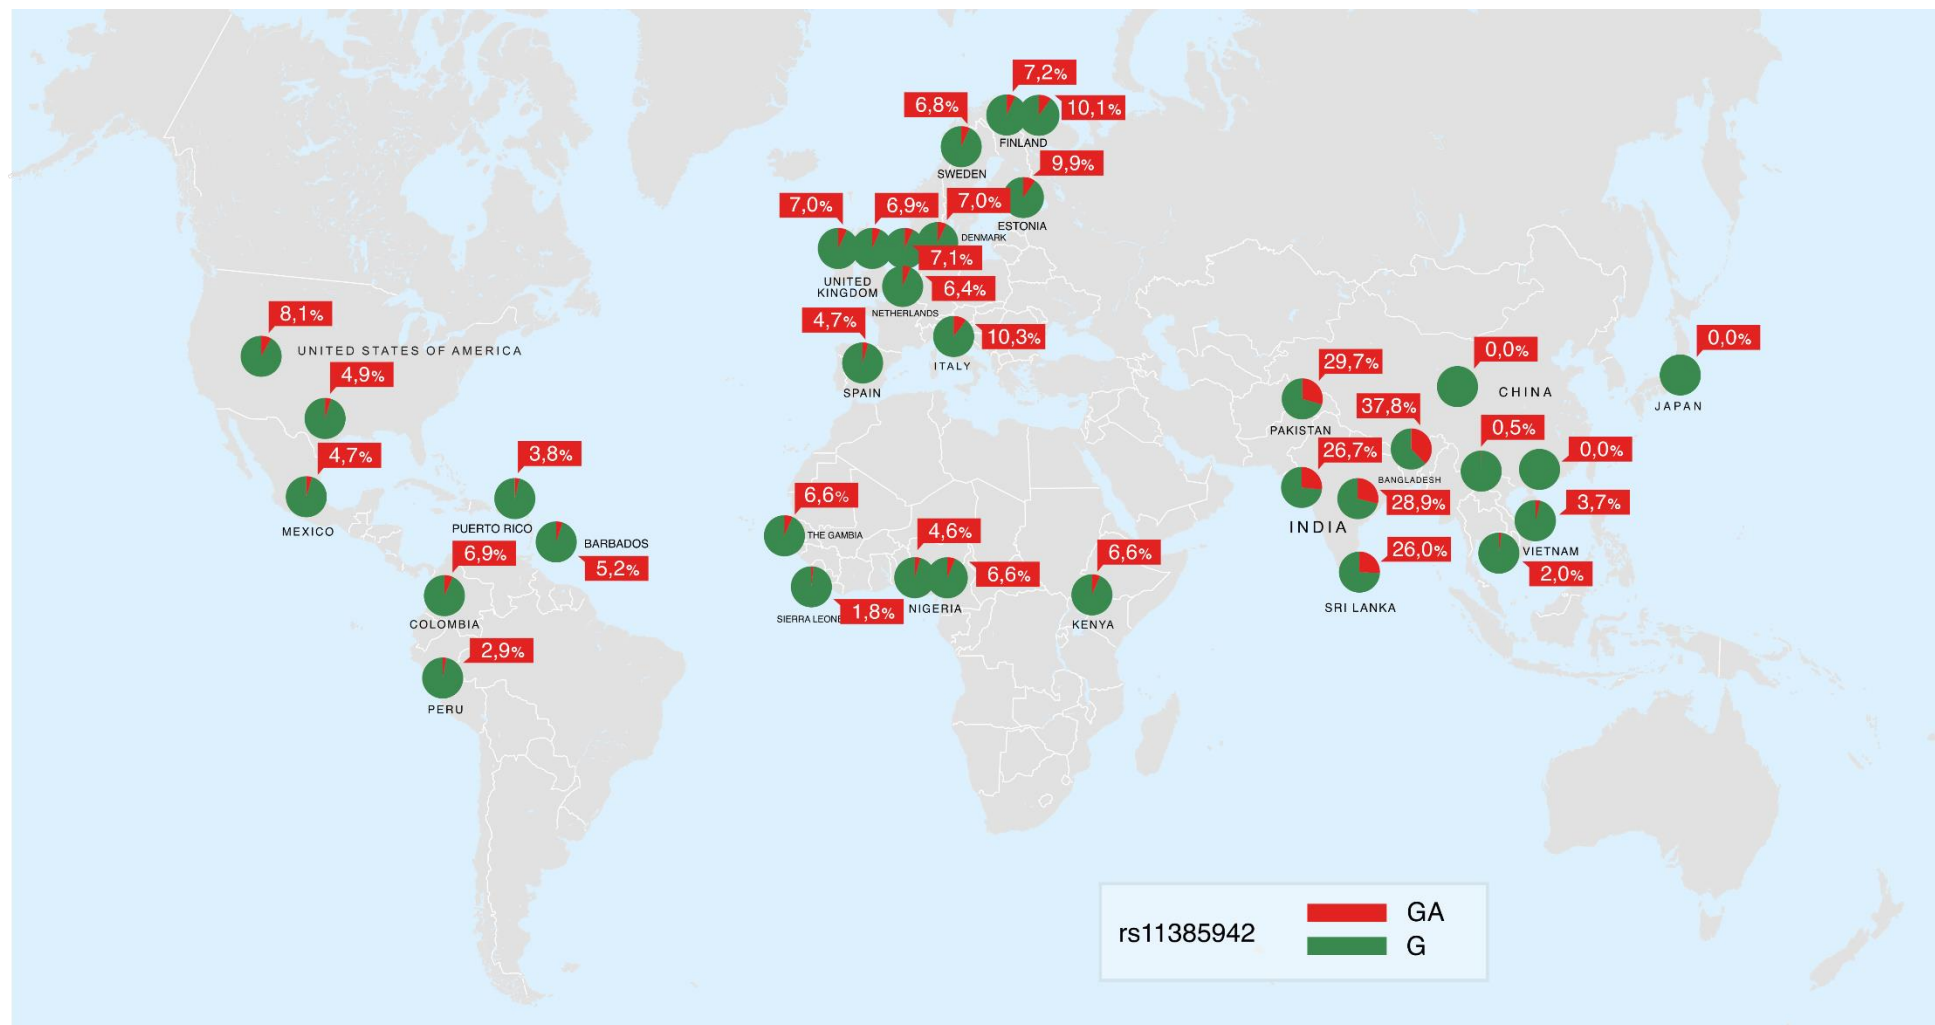 7,2%
6,8%
10,1%
FINLAND
9,9%
SWEDEN
7,0%
6,9%
7,0%
ESTONIA
DENMARK
7,1%
UNITED
KINGDOM
6,4%
NETHERLANDS
8,1%
4,7%
10,3%
UNITED STATES OF AMERICA
ITALY
4,9%
SPAIN
0,0%
0,0%
29,7%
CHINA
JAPAN
37,8%
PAKISTAN
0,5%
4,7%
3,8%
26,7%
0,0%
BANGLADESH
6,6%
28,9%
3,7%
MEXICO
PUERTO RICO
INDIA
THE GAMBIA
4,6%
BARBADOS
6,9%
5,2%
6,6%
6,6%
26,0%
VIETNAM
2,0%
COLOMBIA
SIERRA LEONE
1,8%
NIGERIA
KENYA
SRI LANKA
2,9%
PERU
rs11385942
GA
G